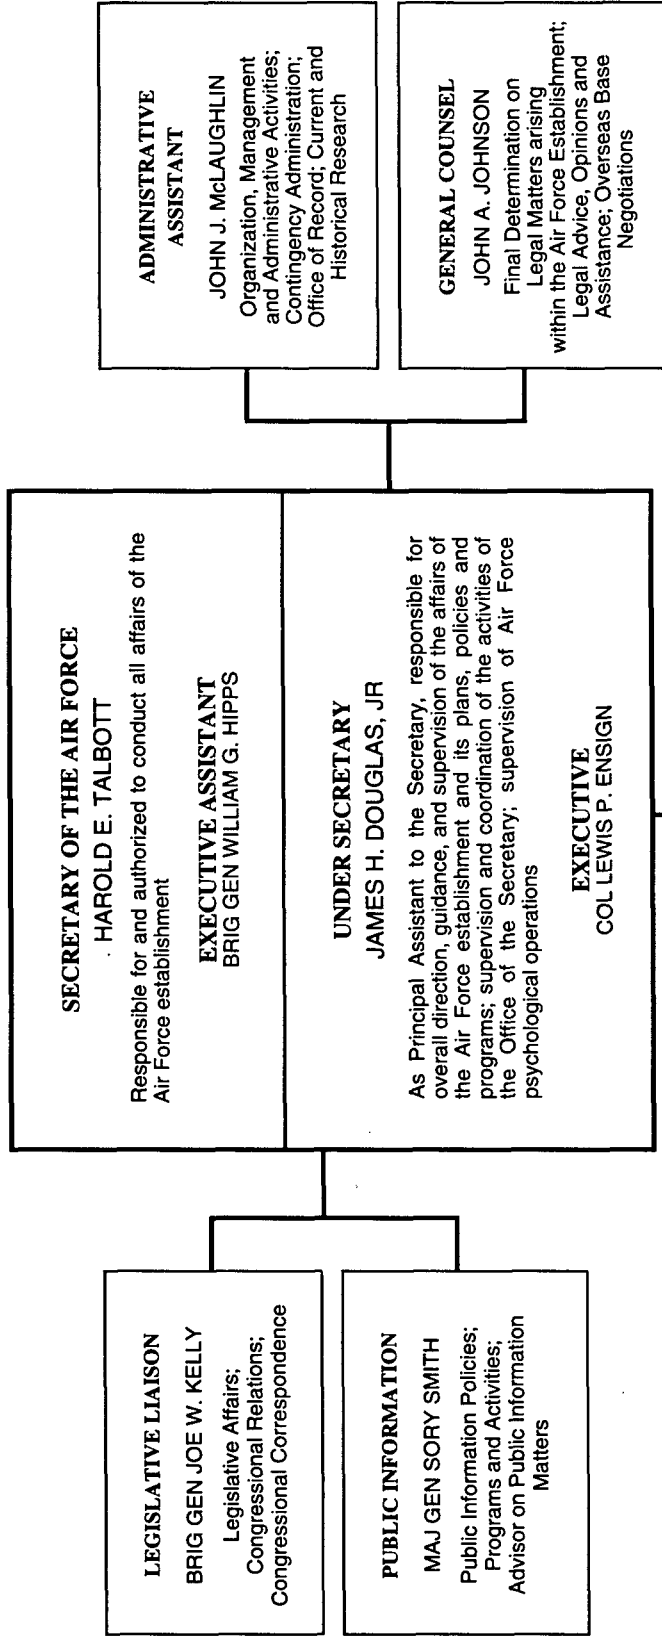 LEGISLATIVE LIAISON
BRIG GEN JOE W. KELLY
Legislative Affairs;
Congressional Relations;
Congressional Correspondence
PUBLIC INFORMATION
MAJ GEN SORY SMITH
Public Information Policies;
Programs and Activities;
Advisor on Public Information
Matters
SECRETARY OF THE AIR FORCE
HAROLD E. TALBOTT
Responsible for and authorized to conduct all affairs of the
Air Force establishment
EXECUTIVE ASSISTANT
BRIG GEN WILLIAM G. HIPPS
UNDER SECRETARY
JAMES H. DOUGLAS, JR
As Principal Assistant to the Secretary, responsible for
overall direction, guidance, and supervision of the affairs of
the Air Force establishment and its plans, policies and
programs; supervision and coordination of the activities of
the Office of the Secretary; supervision of Air Force
psychological operations
EXECUTIVE
COL LEWIS P. ENSIGN
ADMINISTRATIVE
ASSISTANT
JOHN J. McLAUGHLIN
Organization, Management
and Administrative Activities;
Contingency Administration;
Office of Record; Current and
Historical Research
GENERAL COUNSEL
JOHN A. JOHNSON
Final Determination on
Legal Matters arising
within the Air Force Establishment;
Legal Advice, Opinions and
Assistance; Overseas Base
Negotiations